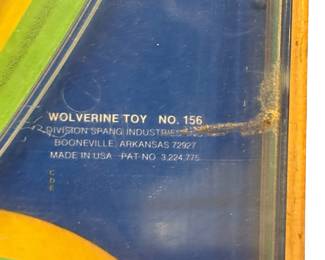 WOLVERINE TOY NO. 156
DIVISION SPANG INDUSTRIES
BOONEVILLE, ARKANSAS 72927
MADE IN USA PAT·NO 3,224,775
C
D
E